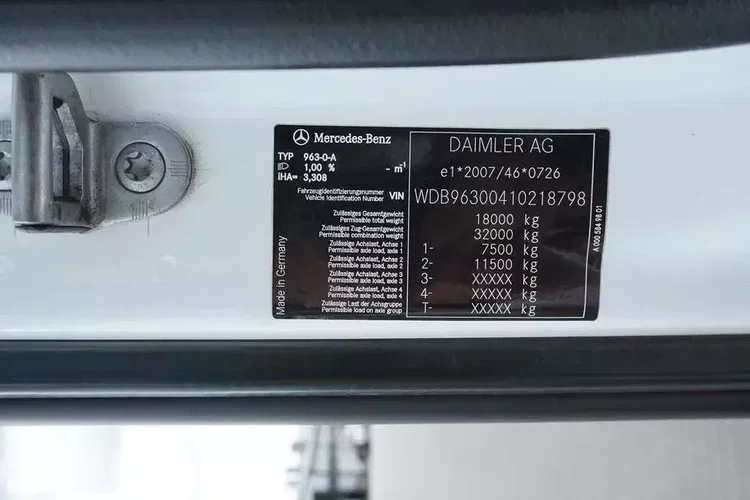 Mercedes-Benz
TYP 963-0-A
1,00 % - m⁻¹
iHA= 3,308
Fahrzeugidentifizierungsnummer
Vehicle Identification Number VIN
Zulässiges Gesamtgewicht
Permissible total weight
Zulässiges Zug-Gesamtgewicht
Permissible combination weight
Zulässige Achslast, Achse 1
Permissible axle load, axle 1
Zulässige Achslast, Achse 2
Permissible axle load, axle 2
Zulässige Achslast, Achse 3
Permissible axle load, axle 3
Zulässige Achslast, Achse 4
Permissible axle load, axle 4
Zulässige Last der Achsgruppe
Permissible load on axle group
Made in Germany
DAIMLER AG
e1*2007/46*0726
WDB96300410218798
18000 kg
32000 kg
1- 7500 kg
2- 11500 kg
3- XXXXX kg
4- XXXXX kg
T- XXXXX kg
A 000 584 98 01